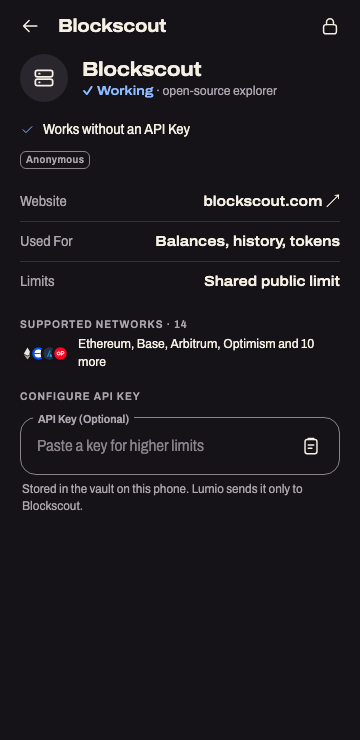 Blockscout
Blockscout
Working · open-source explorer
Works without an API Key
Anonymous
Website
blockscout.com
Used For
Balances, history, tokens
Limits
Shared public limit
SUPPORTED NETWORKS · 14
OP
Ethereum, Base, Arbitrum, Optimism and 10
more
CONFIGURE API KEY
API Key (Optional)
Paste a key for higher limits
Stored in the vault on this phone. Lumio sends it only to
Blockscout.